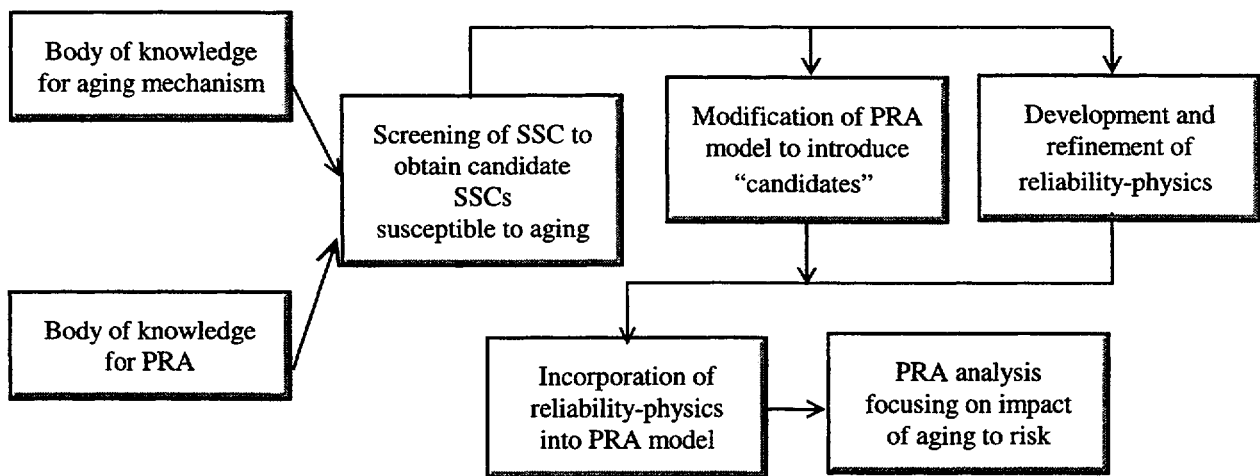 Body of knowledge
for aging mechanism
Body of knowledge
for PRA
Screening of SSC to
obtain candidate
SSCs
susceptible to aging
Modification of PRA
model to introduce
“candidates”
Development and
refinement of
reliability-physics
Incorporation of
reliability-physics
into PRA model
PRA analysis
focusing on impact
of aging to risk